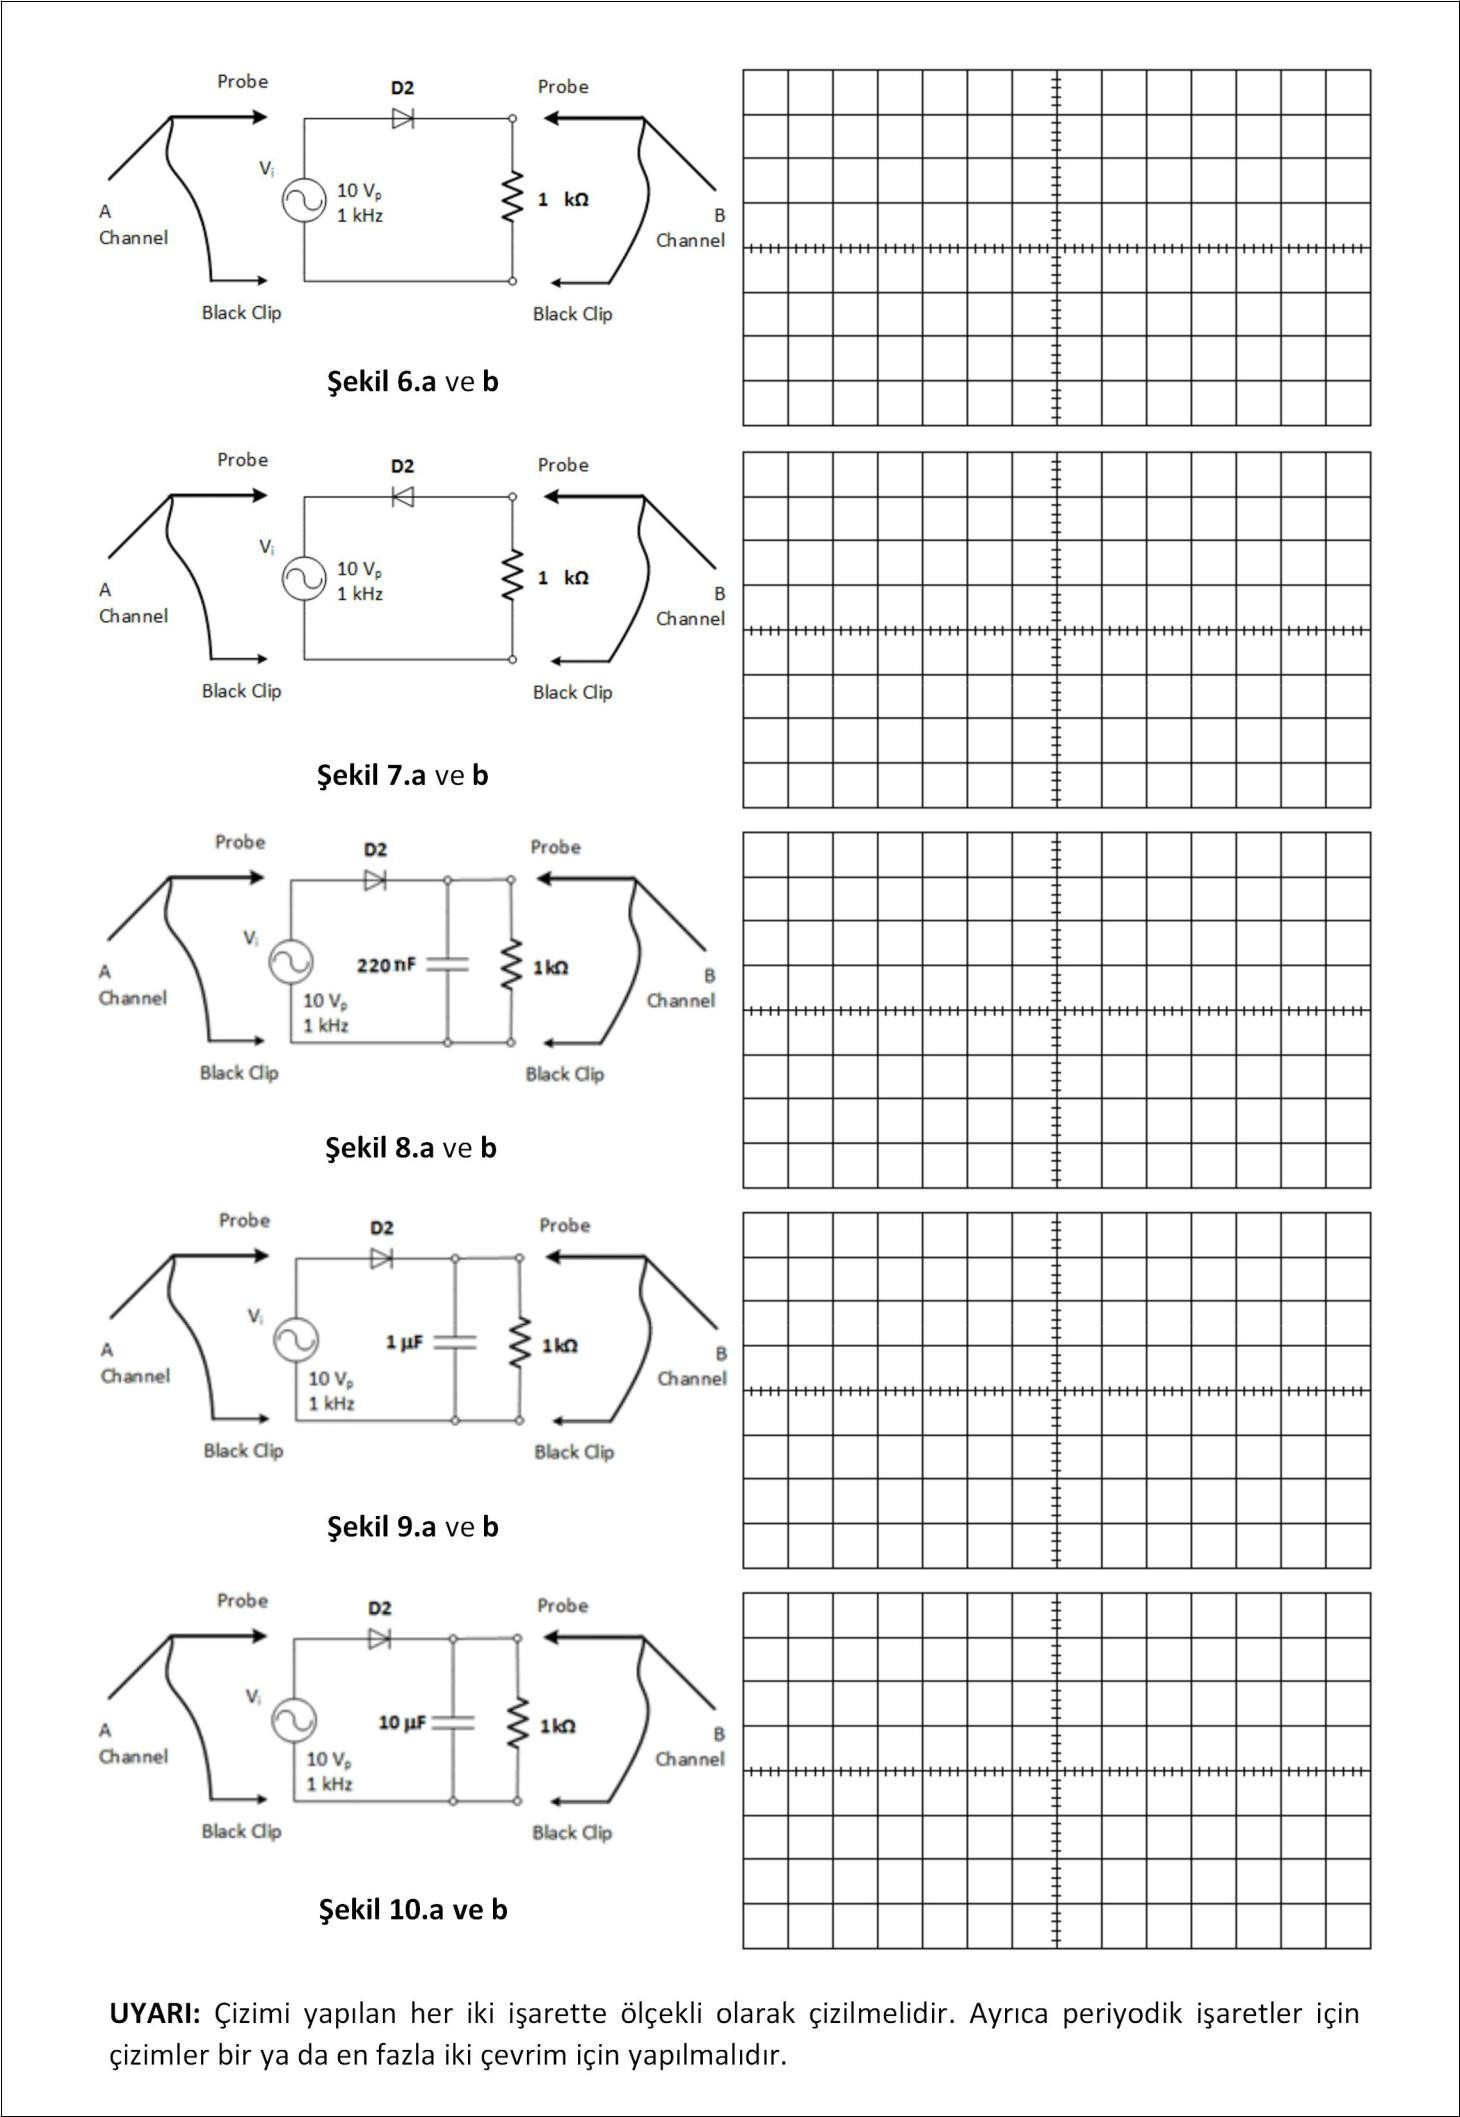 Probe
D2
Probe
Vi
10 Vp
1 kHz
1 kΩ
A
Channel
B
Channel
Black Clip
Black Clip
Şekil 6.a ve b
Probe
D2
Probe
Vi
10 Vp
1 kHz
1 kΩ
A
Channel
B
Channel
Black Clip
Black Clip
Şekil 7.a ve b
Probe
D2
Probe
Vi
220 nF
1 kΩ
A
Channel
B
Channel
10 Vp
1 kHz
Black Clip
Black Clip
Şekil 8.a ve b
Probe
D2
Probe
Vi
1 µF
1 kΩ
A
Channel
B
Channel
10 Vp
1 kHz
Black Clip
Black Clip
Şekil 9.a ve b
Probe
D2
Probe
Vi
10 µF
1 kΩ
A
Channel
B
Channel
10 Vp
1 kHz
Black Clip
Black Clip
Şekil 10.a ve b
UYARI: Çizimi yapılan her iki işarette ölçekli olarak çizilmelidir. Ayrıca periyodik işaretler için
çizimler bir ya da en fazla iki çevrim için yapılmalıdır.